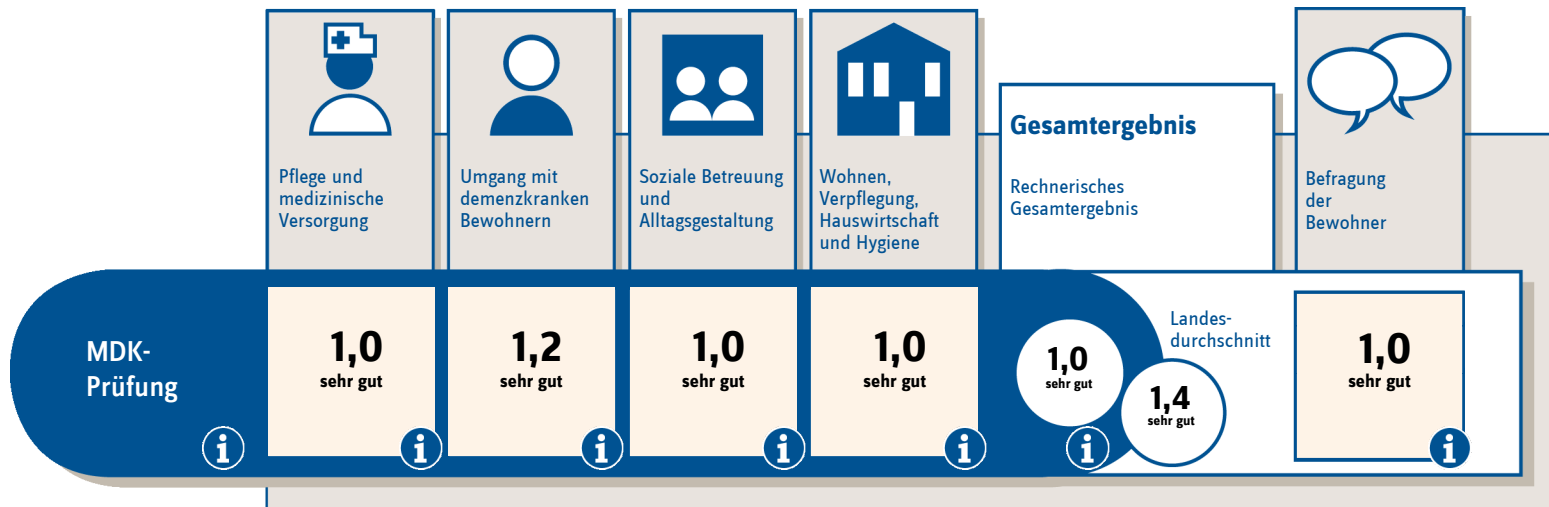 Pflege und
medizinische
Versorgung
Umgang mit
demenzkranken
Bewohnern
Soziale Betreuung
und
Alltagsgestaltung
Wohnen,
Verpflegung,
Hauswirtschaft
und Hygiene
Gesamtergebnis
Rechnerisches
Gesamtergebnis
Befragung
der
Bewohner
MDK-
Prüfung
i
1,0
sehr gut
i
1,2
sehr gut
i
1,0
sehr gut
i
1,0
sehr gut
i
1,0
sehr gut
i
Landes-
durchschnitt
1,4
sehr gut
1,0
sehr gut
i